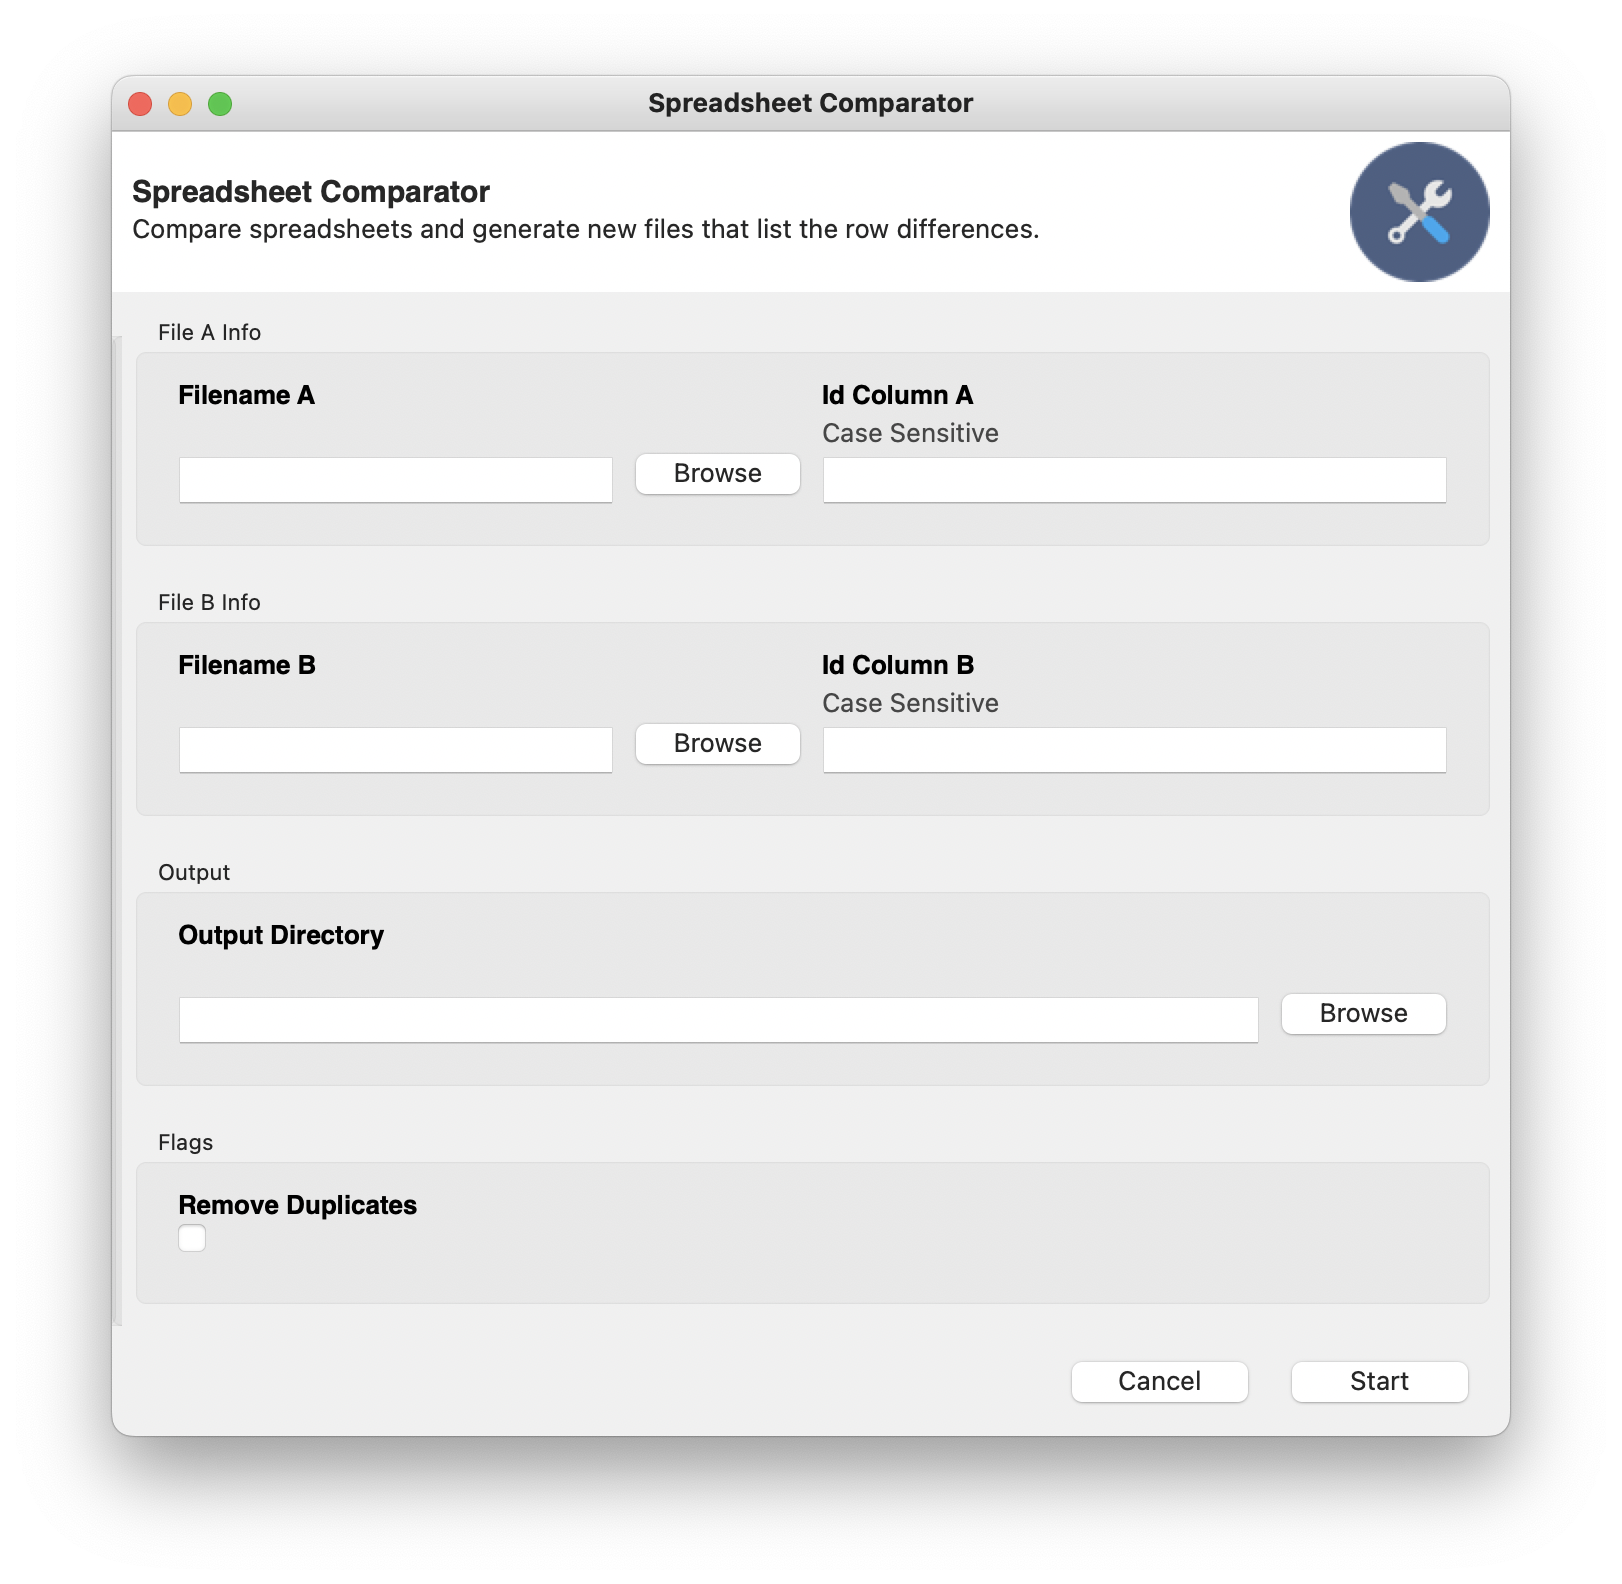 Spreadsheet Comparator
Spreadsheet Comparator
Compare spreadsheets and generate new files that list the row differences.
File A Info
Filename A
Id Column A
Case Sensitive
Browse
File B Info
Filename B
Id Column B
Case Sensitive
Browse
Output
Output Directory
Browse
Flags
Remove Duplicates
Cancel
Start